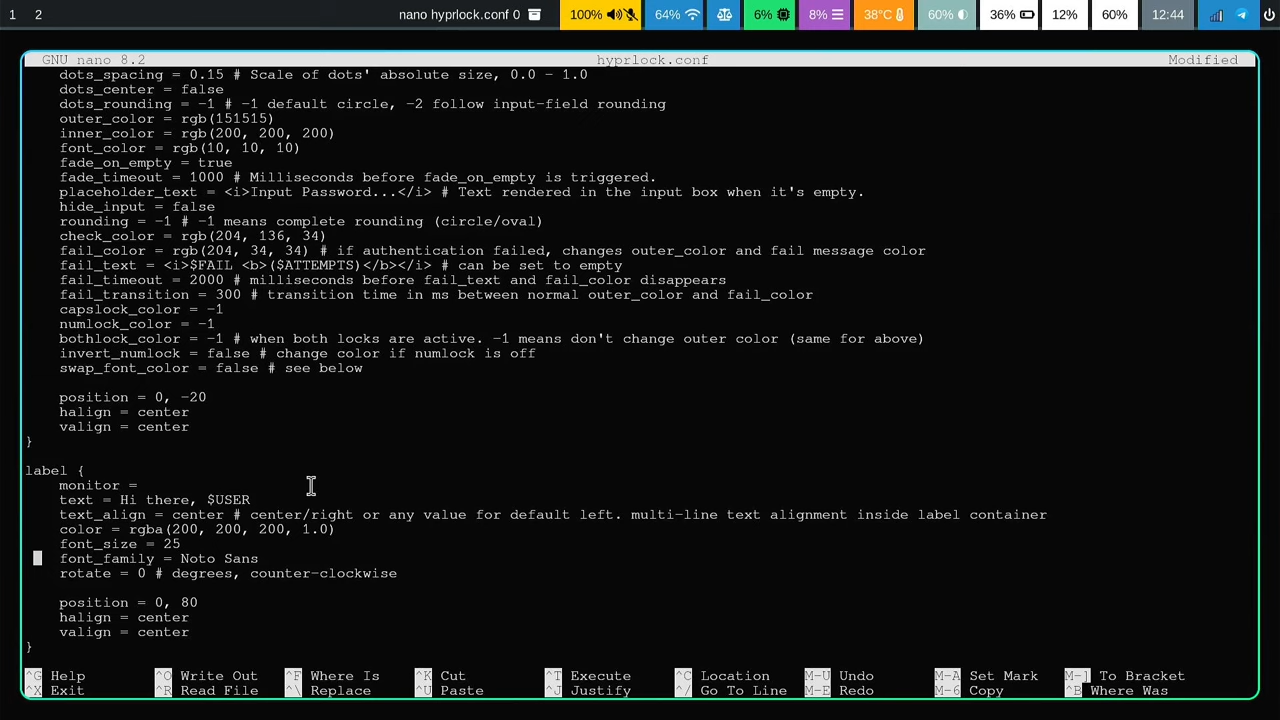 1 2 nano hyprlock.conf 0 100% 64% 6% 8% 38°C 60% 36% 12% 60% 12:44
GNU nano 8.2 hyprlock.conf Modified
dots_spacing = 0.15 # Scale of dots' absolute size, 0.0 - 1.0
dots_center = false
dots_rounding = -1 # -1 default circle, -2 follow input-field rounding
outer_color = rgb(151515)
inner_color = rgb(200, 200, 200)
font_color = rgb(10, 10, 10)
fade_on_empty = true
fade_timeout = 1000 # Milliseconds before fade_on_empty is triggered.
placeholder_text = <i>Input Password...</i> # Text rendered in the input box when it's empty.
hide_input = false
rounding = -1 # -1 means complete rounding (circle/oval)
check_color = rgb(204, 136, 34)
fail_color = rgb(204, 34, 34) # if authentication failed, changes outer_color and fail message color
fail_text = <i>$FAIL <b>($ATTEMPTS)</b></i> # can be set to empty
fail_timeout = 2000 # milliseconds before fail_text and fail_color disappears
fail_transition = 300 # transition time in ms between normal outer_color and fail_color
capslock_color = -1
numlock_color = -1
bothlock_color = -1 # when both locks are active. -1 means don't change outer color (same for above)
invert_numlock = false # change color if numlock is off
swap_font_color = false # see below
position = 0, -20
halign = center
valign = center
}
label {
monitor =
text = Hi there, $USER
text_align = center # center/right or any value for default left. multi-line text alignment inside label container
color = rgba(200, 200, 200, 1.0)
font_size = 25
font_family = Noto Sans
rotate = 0 # degrees, counter-clockwise
position = 0, 80
halign = center
valign = center
}
^G Help ^O Write Out ^F Where Is ^K Cut ^T Execute ^C Location M-U Undo M-A Set Mark M-] To Bracket
^X Exit ^R Read File ^\ Replace ^U Paste ^J Justify ^/ Go To Line M-E Redo M-6 Copy ^B Where Was